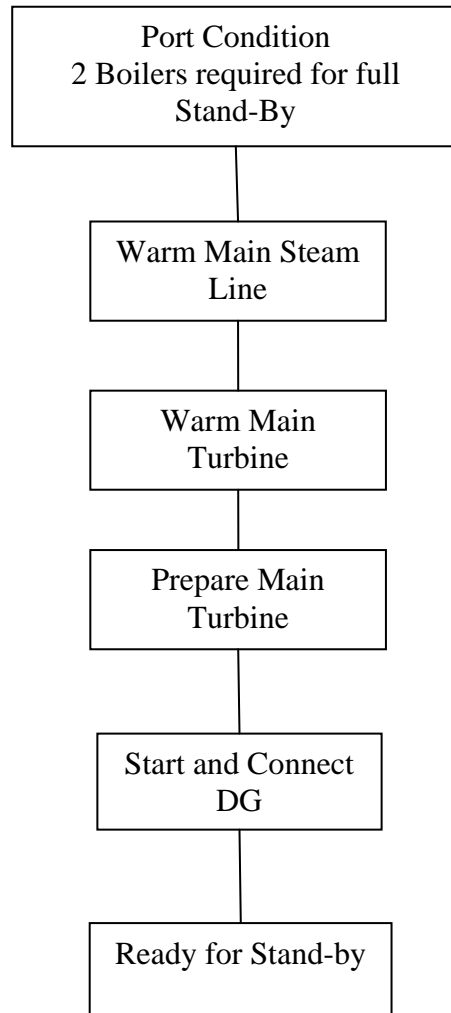 Port Condition
2 Boilers required for full
Stand-By
Warm Main Steam
Line
Warm Main
Turbine
Prepare Main
Turbine
Start and Connect
DG
Ready for Stand-by